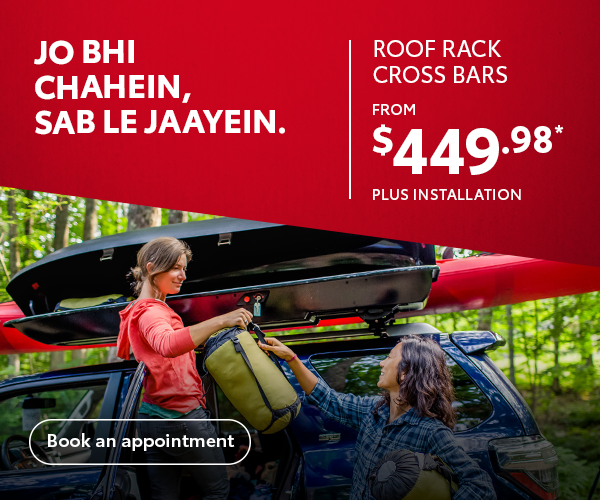 JO BHI
CHAHEIN,
SAB LE JAAYEIN.
ROOF RACK
CROSS BARS
FROM
$449.98*
PLUS INSTALLATION
Book an appointment